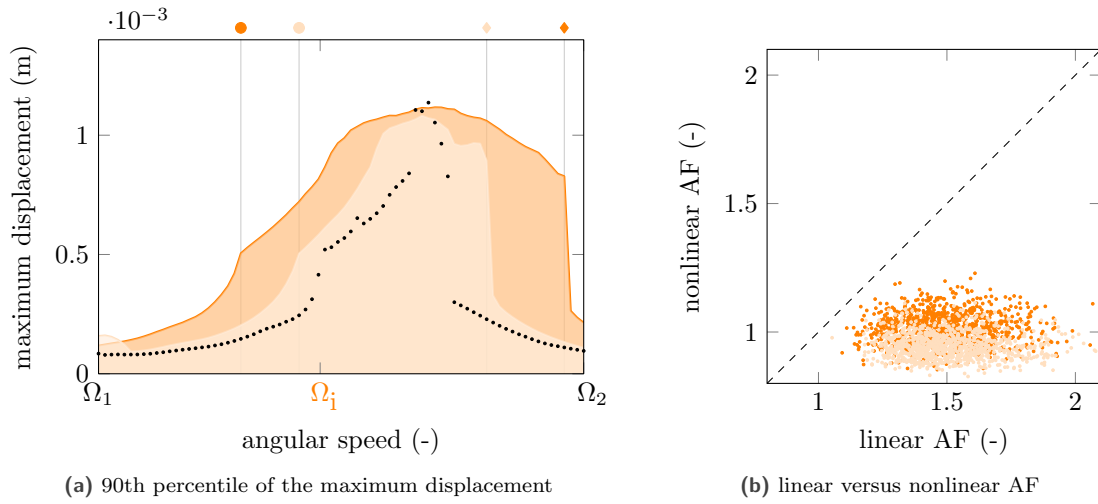 ·10−3
maximum displacement (m)
1
0.5
0
Ω1
Ωi
Ω2
angular speed (-)
(a) 90th percentile of the maximum displacement
nonlinear AF (-)
2
1.5
1
1
1.5
2
linear AF (-)
(b) linear versus nonlinear AF